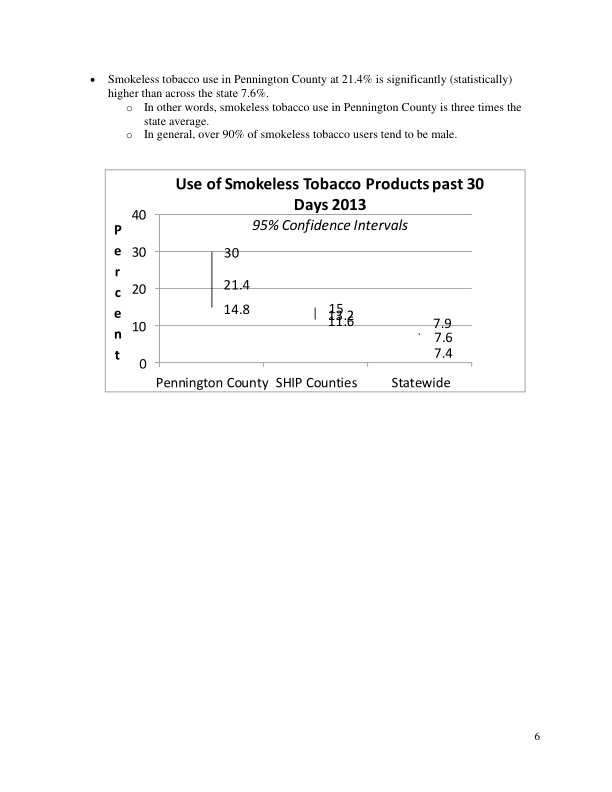 • Smokeless tobacco use in Pennington County at 21.4% is significantly (statistically)
higher than across the state 7.6%.
o In other words, smokeless tobacco use in Pennington County is three times the
state average.
o In general, over 90% of smokeless tobacco users tend to be male.
Use of Smokeless Tobacco Products past 30
Days 2013
95% Confidence Intervals
Percent
40
30
20
10
0
30
21.4
14.8
15
13.2
11.6
7.9
7.6
7.4
Pennington County SHIP Counties Statewide
6